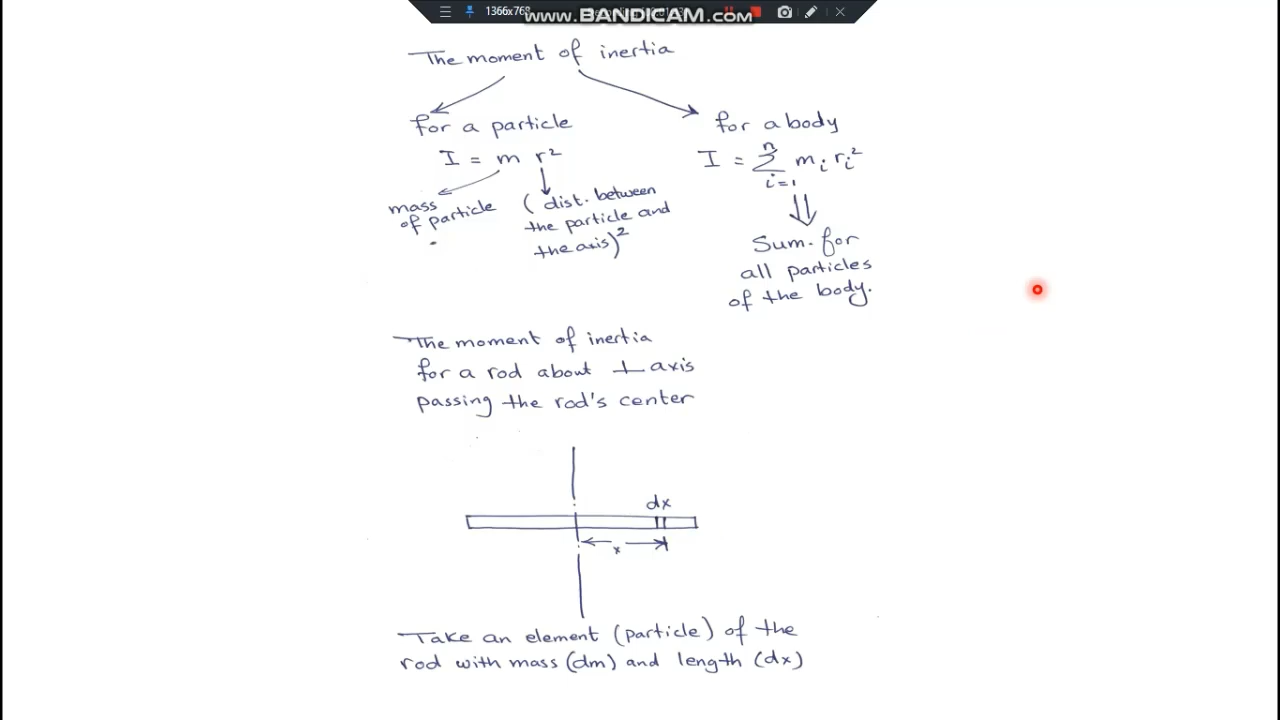 1366x768
www.BANDICAM.com
The moment of inertia
for a particle
I = m r²
mass
of particle
( dist. between
the particle and
the axis)²
for a body
I = n Σ i=1 mᵢ rᵢ²
Sum. for
all particles
of the body.
The moment of inertia
for a rod about ⊥ axis
passing the rod's center
dx
x
Take an element (particle) of the
rod with mass (dm) and length (dx)